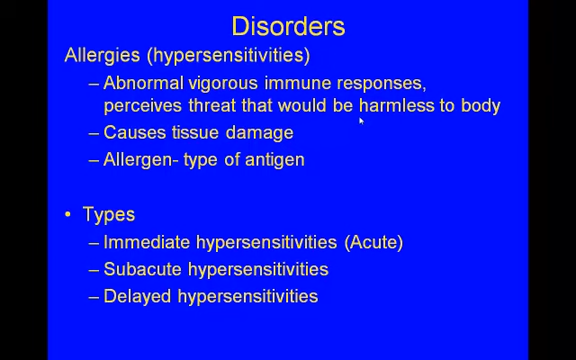 Disorders
Allergies (hypersensitivities)
– Abnormal vigorous immune responses,
perceives threat that would be harmless to body
– Causes tissue damage
– Allergen- type of antigen
• Types
– Immediate hypersensitivities (Acute)
– Subacute hypersensitivities
– Delayed hypersensitivities